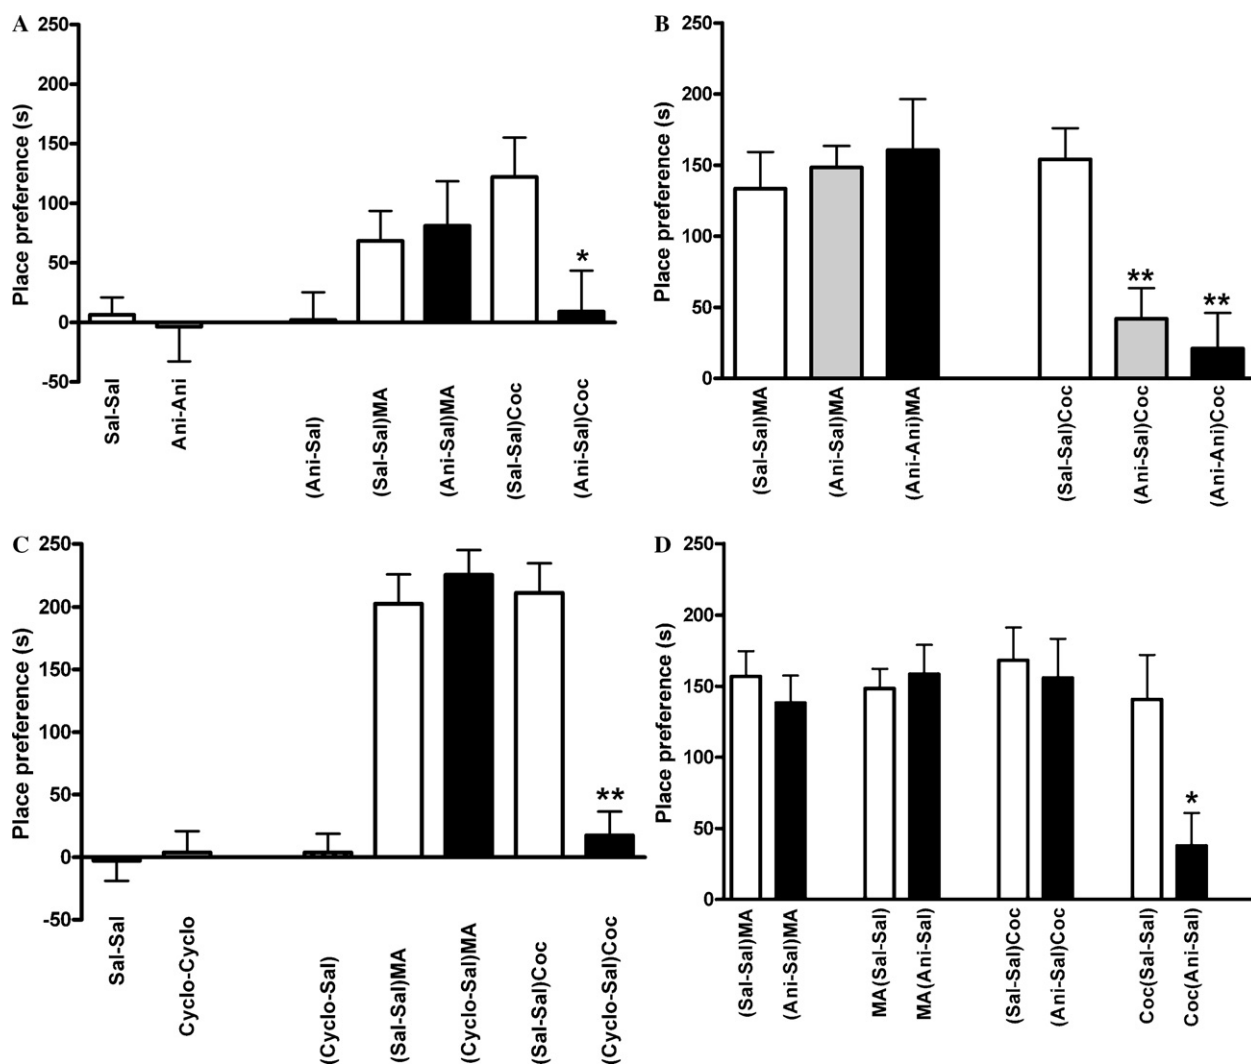 A
Place preference (s)
250
200
150
100
50
0
-50
*
Sal-Sal
Ani-Ani
(Ani-Sal)
(Sal-Sal)MA
(Ani-Sal)MA
(Sal-Sal)Coc
(Ani-Sal)Coc
B
Place preference (s)
250
200
150
100
50
0
**
**
(Sal-Sal)MA
(Ani-Sal)MA
(Ani-Ani)MA
(Sal-Sal)Coc
(Ani-Sal)Coc
(Ani-Ani)Coc
C
Place preference (s)
250
200
150
100
50
0
-50
**
Sal-Sal
Cyclo-Cyclo
(Cyclo-Sal)
(Sal-Sal)MA
(Cyclo-Sal)MA
(Sal-Sal)Coc
(Cyclo-Sal)Coc
D
Place preference (s)
250
200
150
100
50
0
*
(Sal-Sal)MA
(Ani-Sal)MA
MA(Sal-Sal)
MA(Ani-Sal)
(Sal-Sal)Coc
(Ani-Sal)Coc
Coc(Sal-Sal)
Coc(Ani-Sal)